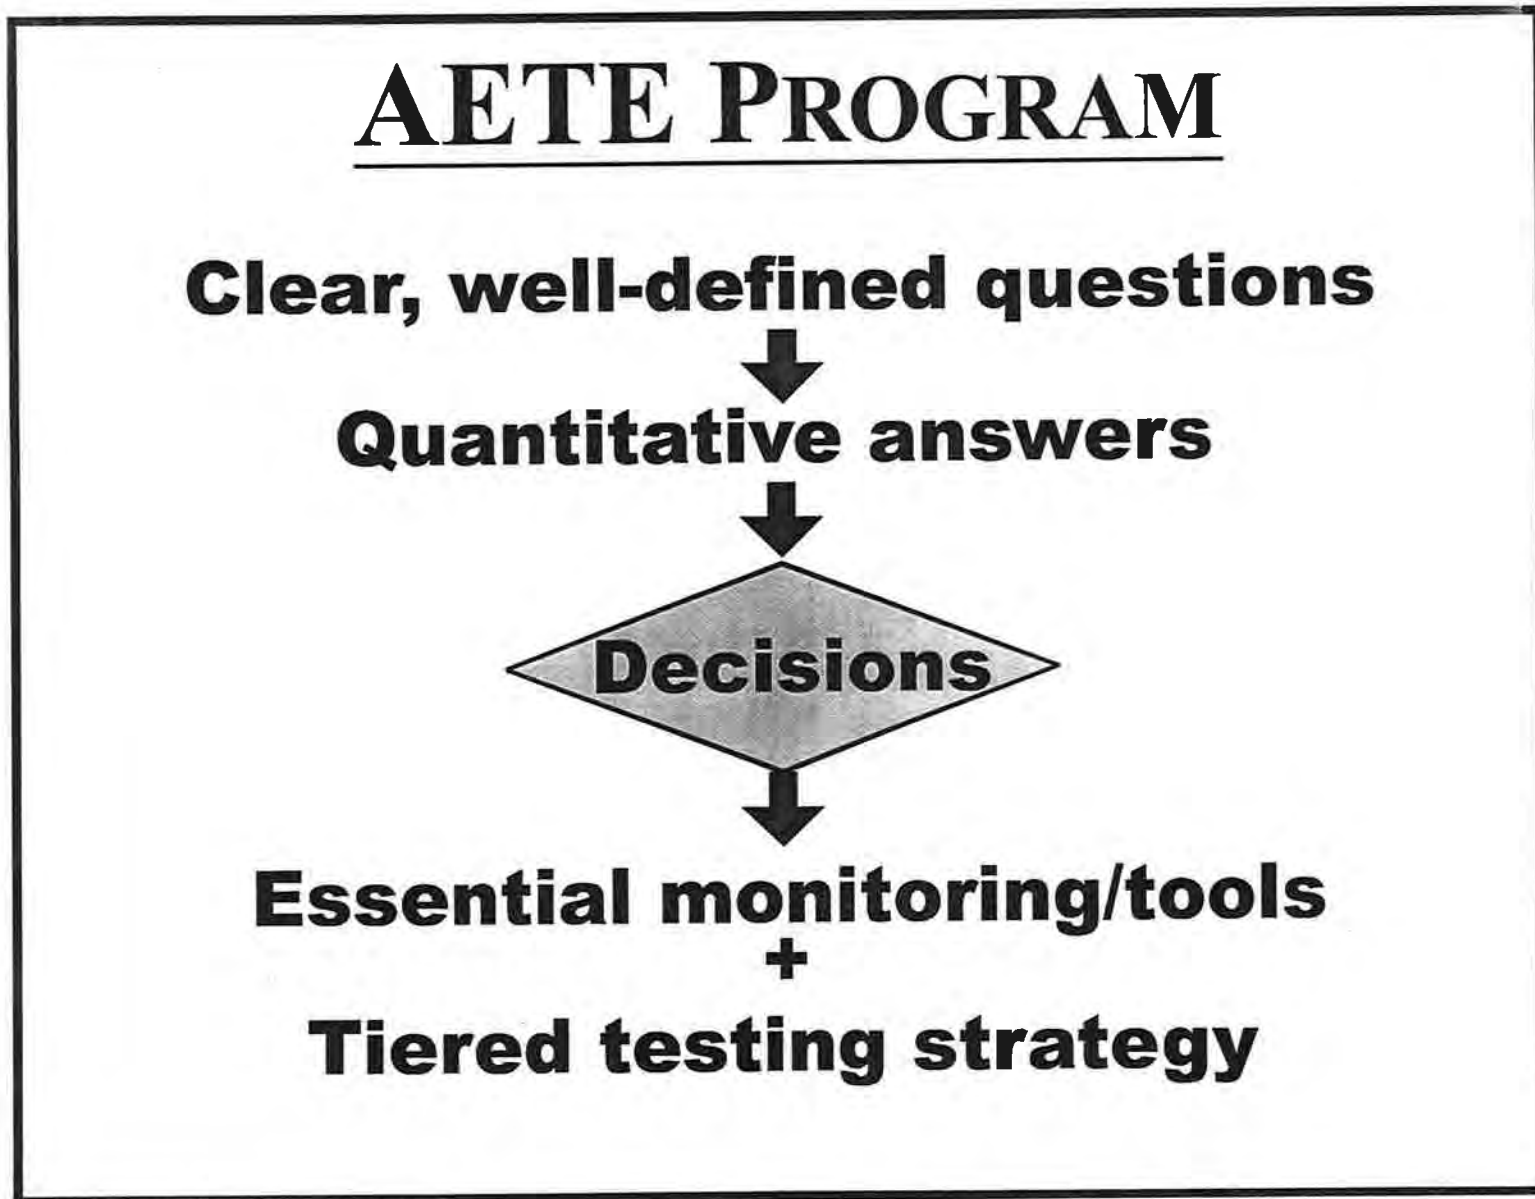 AETE PROGRAM
Clear, well-defined questions
Quantitative answers
Decisions
Essential monitoring/tools
+
Tiered testing strategy